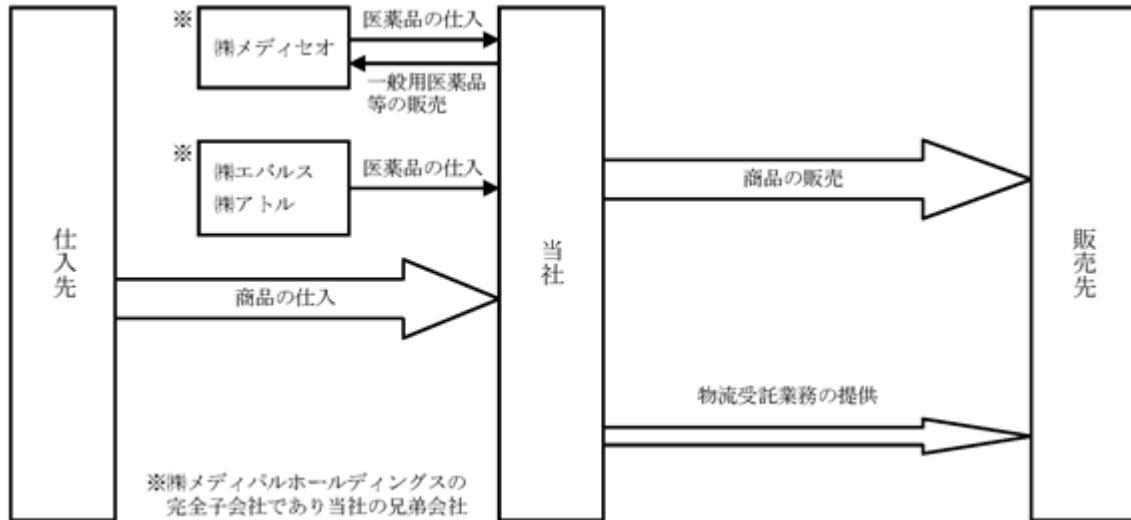 ※
㈱メディセオ
医薬品の仕入
一般用医薬品
等の販売
※
㈱エバルス
㈱アトル
医薬品の仕入
仕入先
商品の仕入
当社
商品の販売
物流受託業務の提供
販売先
※㈱メディパルホールディングスの
完全子会社であり当社の兄弟会社